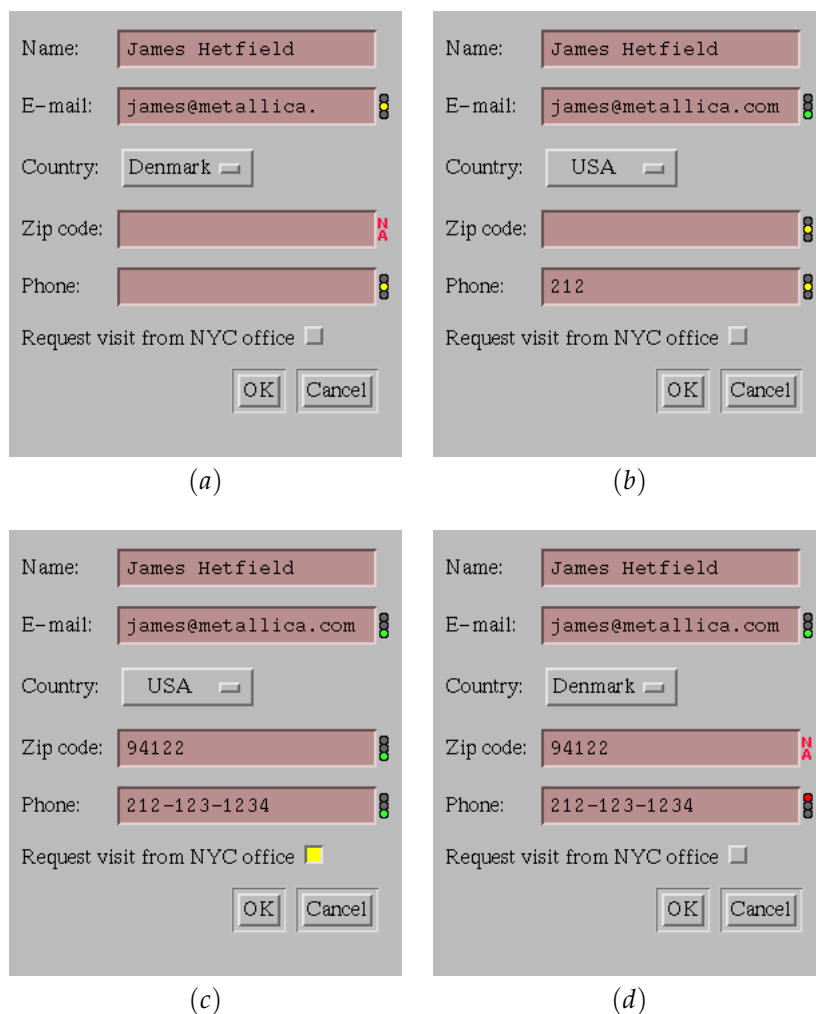 Name: James Hetfield
E-mail: james@metallica.
Country: Denmark
Zip code: NA
Phone:
Request visit from NYC office
OK Cancel
(a)
Name: James Hetfield
E-mail: james@metallica.com
Country: USA
Zip code:
Phone: 212
Request visit from NYC office
OK Cancel
(b)
Name: James Hetfield
E-mail: james@metallica.com
Country: USA
Zip code: 94122
Phone: 212-123-1234
Request visit from NYC office
OK Cancel
(c)
Name: James Hetfield
E-mail: james@metallica.com
Country: Denmark
Zip code: 94122 NA
Phone: 212-123-1234
Request visit from NYC office
OK Cancel
(d)